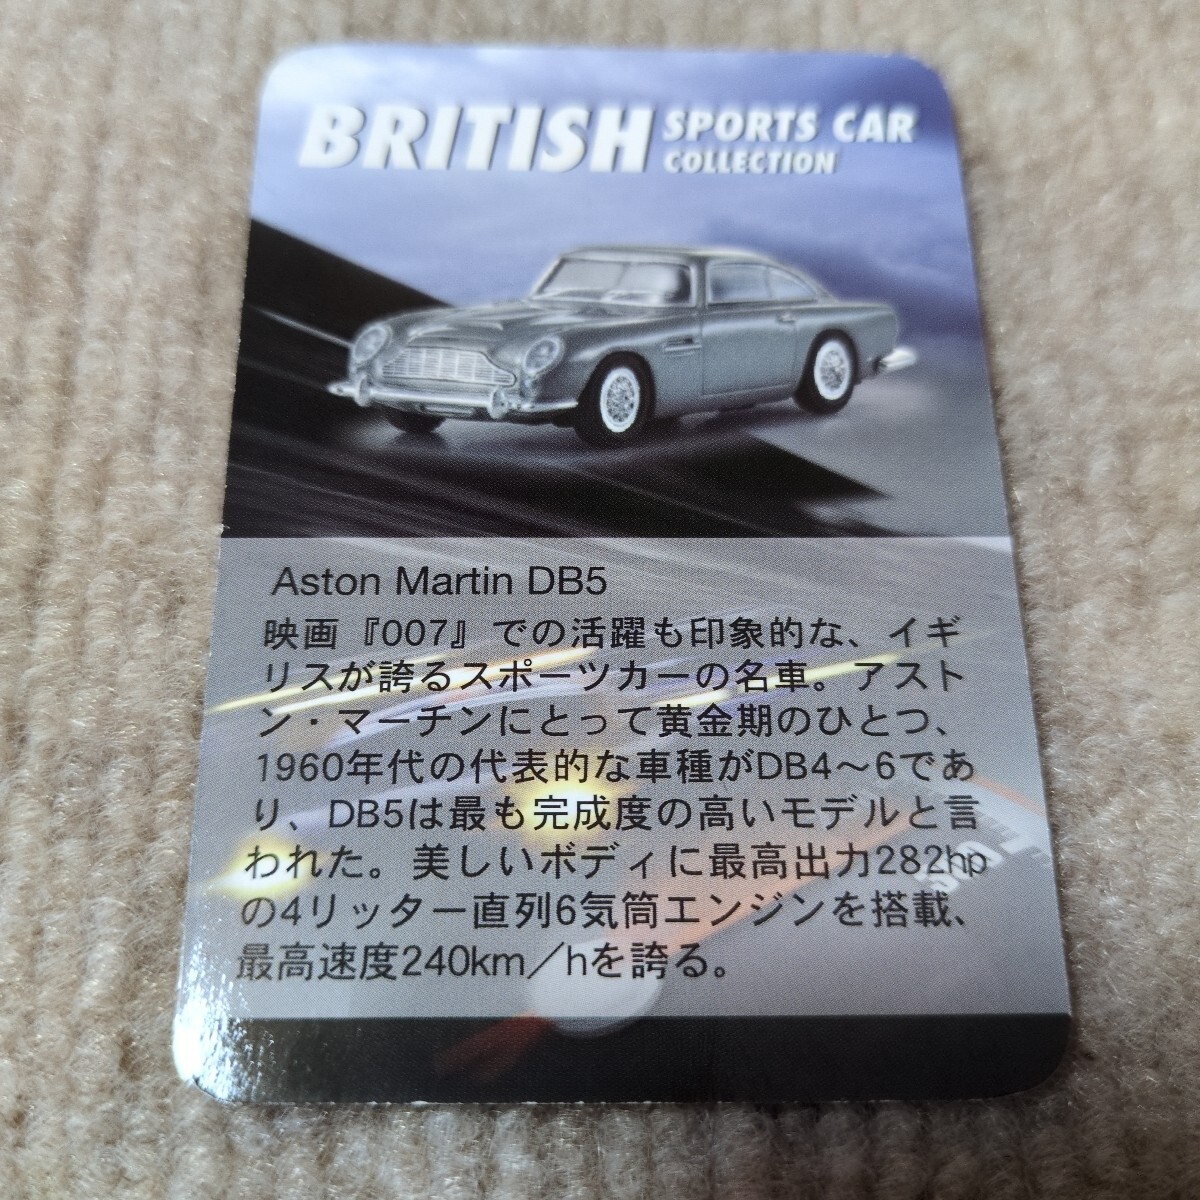 BRITISH SPORTS CAR
COLLECTION
Aston Martin DB5
映画『007』での活躍も印象的な、イギ
リスが誇るスポーツカーの名車。アスト
ン・マーチンにとって黄金期のひとつ、
1960年代の代表的な車種がDB4〜6であ
り、DB5は最も完成度の高いモデルと言
われた。美しいボディに最高出力282hp
の4リッター直列6気筒エンジンを搭載、
最高速度240km／hを誇る。